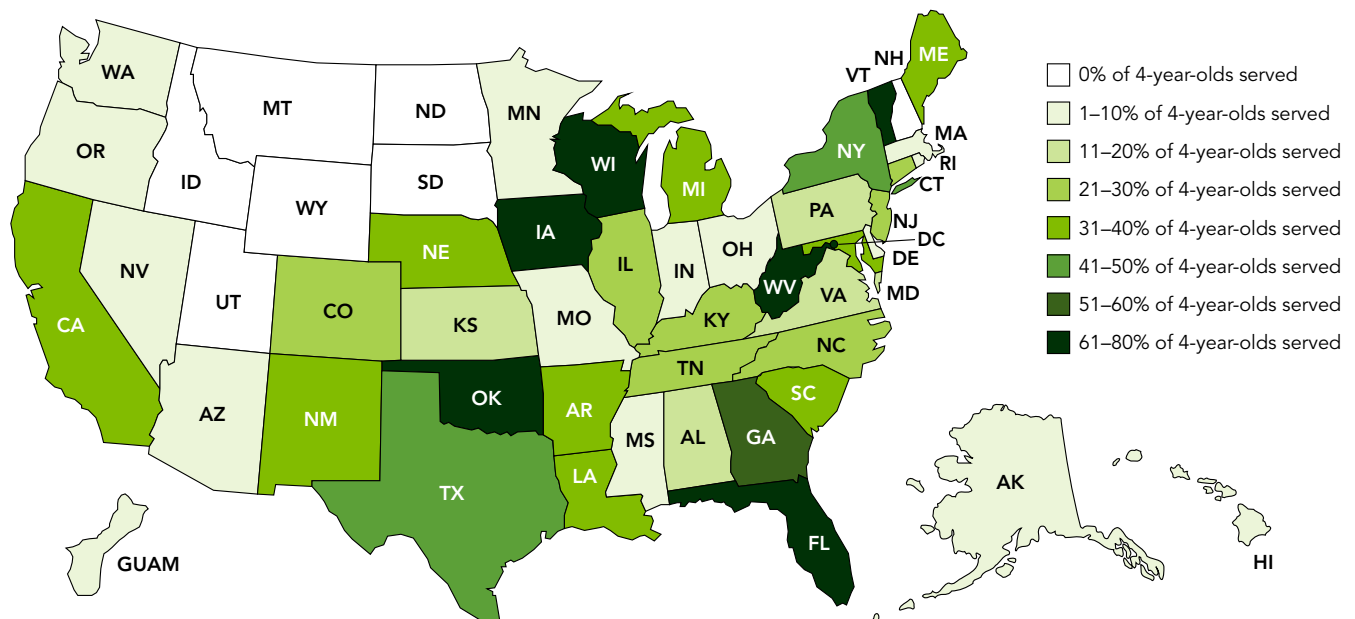 WA
MT
ND
MN
VT
NH
ME
OR
ID
SD
WI
MI
NY
MA
RI
CT
WY
NE
IA
PA
NJ
NV
UT
CO
KS
IL
IN
OH
WV
VA
DC
DE
MD
CA
MO
KY
NC
AZ
NM
OK
AR
TN
SC
TX
LA
MS
AL
GA
FL
GUAM
AK
HI
0% of 4-year-olds served
1–10% of 4-year-olds served
11–20% of 4-year-olds served
21–30% of 4-year-olds served
31–40% of 4-year-olds served
41–50% of 4-year-olds served
51–60% of 4-year-olds served
61–80% of 4-year-olds served